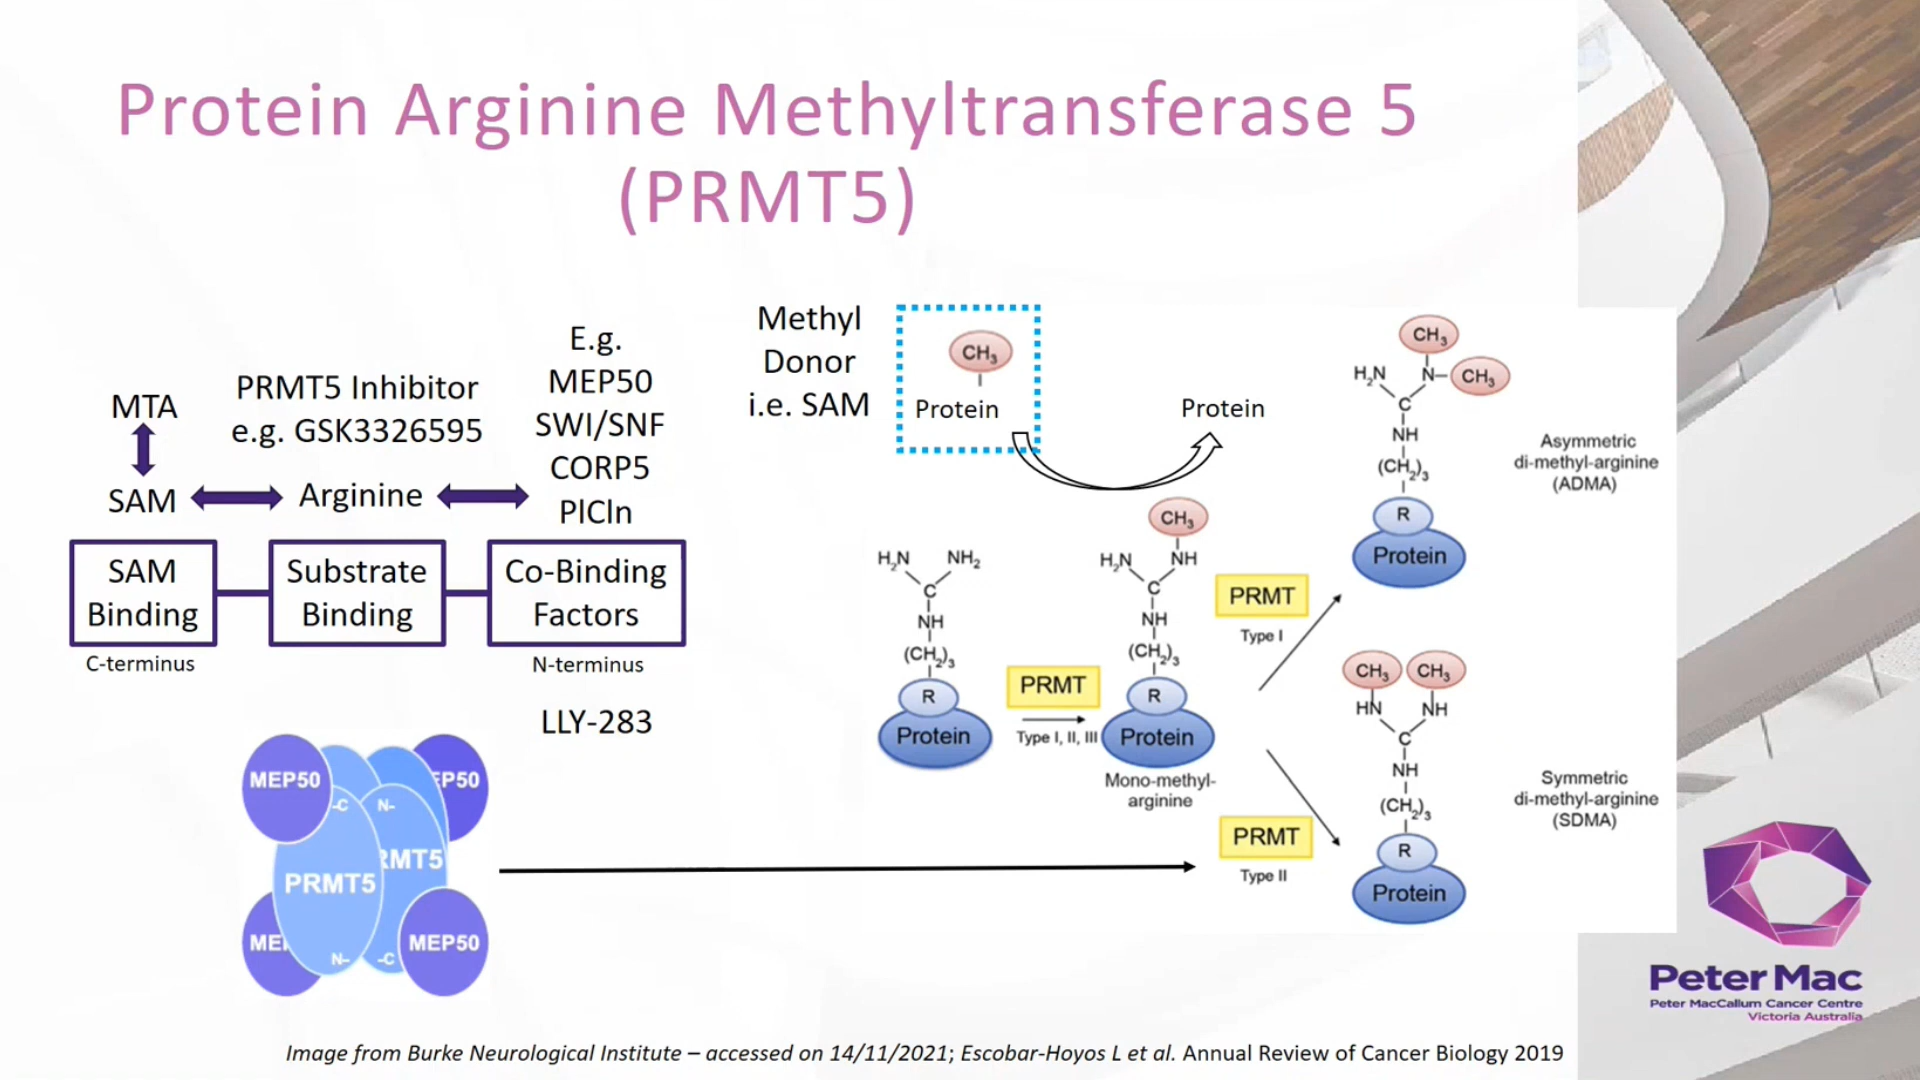 Protein Arginine Methyltransferase 5
(PRMT5)
MTA
SAM
PRMT5 Inhibitor
e.g. GSK3326595
Arginine
E.g.
MEP50
SWI/SNF
CORP5
PlCln
SAM
Binding
C-terminus
Substrate
Binding
Co-Binding
Factors
N-terminus
LLY-283
MEP50
EP50
-C
N-
RMT5
PRMT5
ME
MEP50
N-
-C
Methyl
Donor
i.e. SAM
CH₃
Protein
Protein
H₂N
NH₂
C
NH
(CH₂)₃
R
Protein
PRMT
Type I, II, III
CH₃
H₂N
NH
C
NH
(CH₂)₃
R
Protein
Mono-methyl-
arginine
PRMT
Type I
CH₃
H₂N
N-
CH₃
C
NH
(CH₂)₃
R
Protein
Asymmetric
di-methyl-arginine
(ADMA)
PRMT
Type II
CH₃
CH₃
HN
NH
C
NH
(CH₂)₃
R
Protein
Symmetric
di-methyl-arginine
(SDMA)
Peter Mac
Peter MacCallum Cancer Centre
Victoria Australia
Image from Burke Neurological Institute – accessed on 14/11/2021; Escobar-Hoyos L et al. Annual Review of Cancer Biology 2019